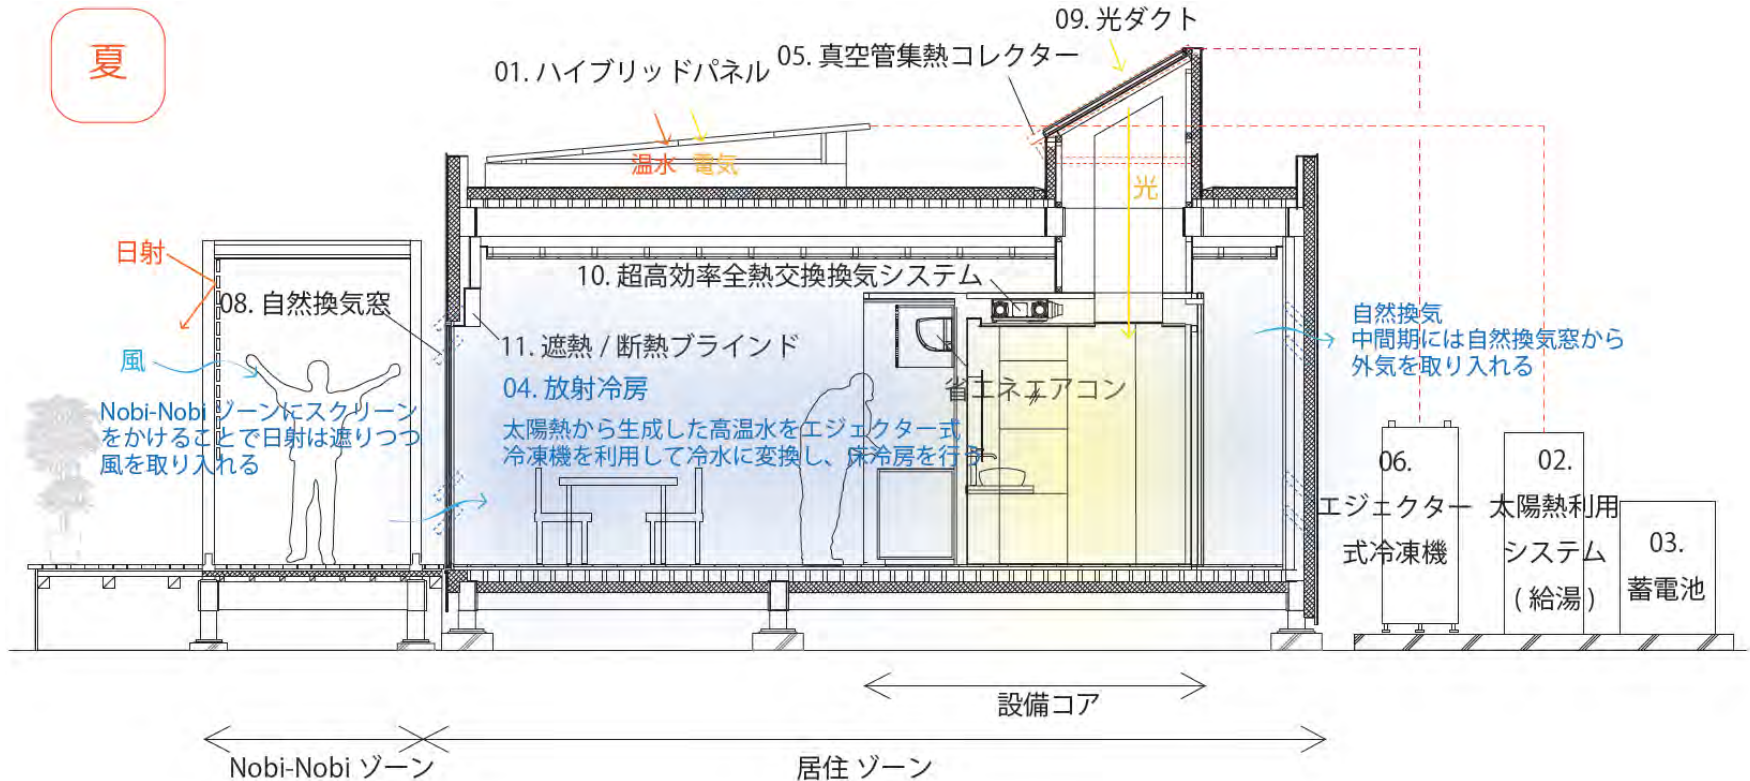 夏
09. 光ダクト
05. 真空管集熱コレクター
01. ハイブリッドパネル
温水 電気
光
日射
10. 超高効率全熱交換換気システム
08. 自然換気窓
自然換気
中間期には自然換気窓から
外気を取り入れる
11. 遮熱 / 断熱ブラインド
風
04. 放射冷房
省エネエアコン
Nobi-Nobi ゾーンにスクリーン
をかけることで日射は遮りつつ
風を取り入れる
太陽熱から生成した高温水をエジェクター式
冷凍機を利用して冷水に変換し、床冷房を行う
06.
エジェクター
式冷凍機
02.
太陽熱利用
システム
( 給湯 )
03.
蓄電池
設備コア
Nobi-Nobi ゾーン
居住 ゾーン